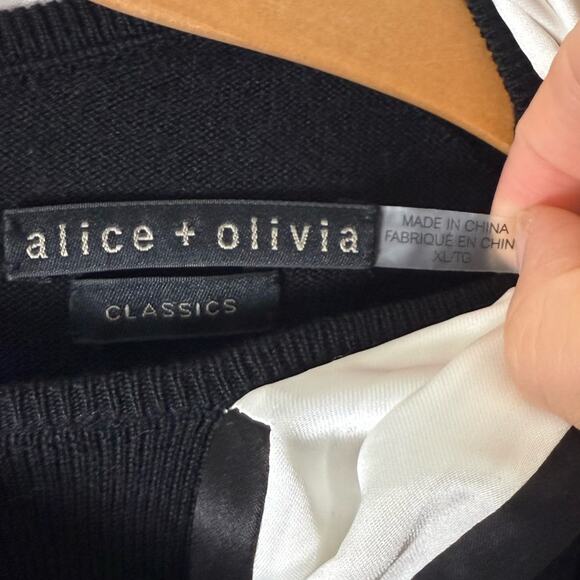 alice + olivia
MADE IN CHINA
FABRIQUÉ EN CHIN
XL/TG
CLASSICS